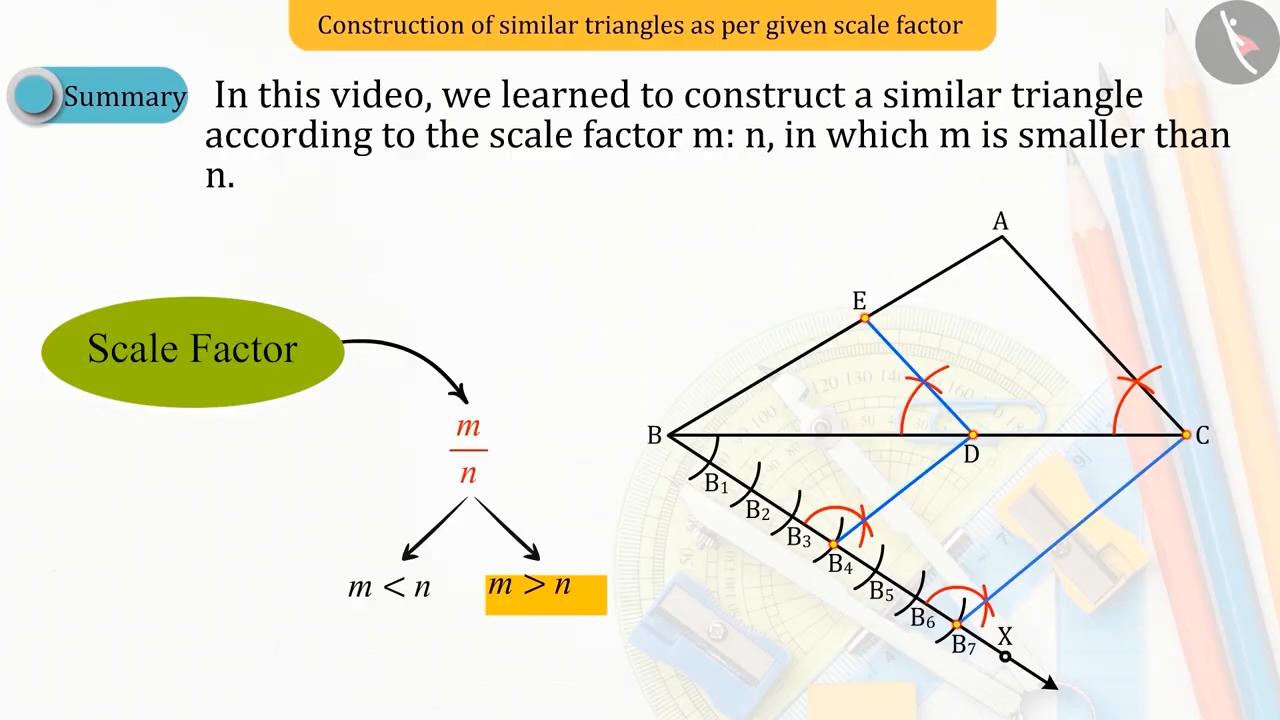 Construction of similar triangles as per given scale factor
Summary
In this video, we learned to construct a similar triangle
according to the scale factor m: n, in which m is smaller than
n.
A
E
Scale Factor
m
n
B
C
D
B₁
B₂
B₃
B₄
B₅
B₆
B₇
X
m < n
m > n